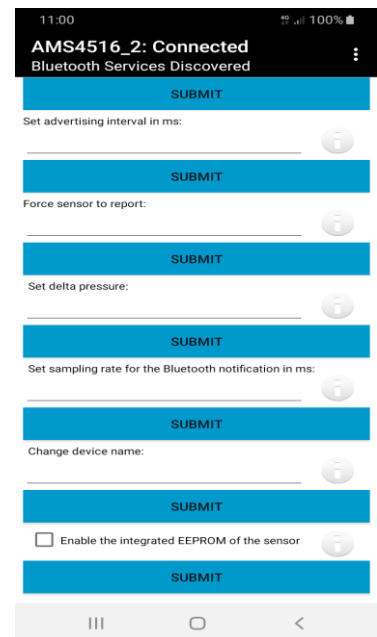 11:00
4G 100%
AMS4516_2: Connected
Bluetooth Services Discovered
SUBMIT
Set advertising interval in ms:
SUBMIT
Force sensor to report:
SUBMIT
Set delta pressure:
SUBMIT
Set sampling rate for the Bluetooth notification in ms:
SUBMIT
Change device name:
SUBMIT
Enable the integrated EEPROM of the sensor
SUBMIT